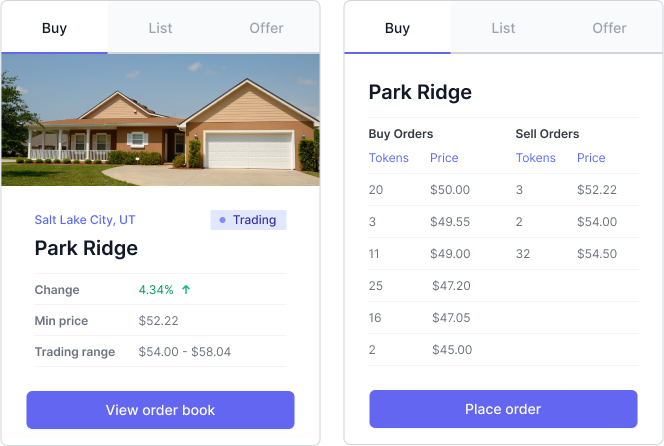 Buy List Offer
Salt Lake City, UT Trading
Park Ridge
Change 4.34% ↑
Min price $52.22
Trading range $54.00 - $58.04
View order book
Buy List Offer
Park Ridge
Buy Orders Sell Orders
Tokens Price Tokens Price
20 $50.00 3 $52.22
3 $49.55 2 $54.00
11 $49.00 32 $54.50
25 $47.20
16 $47.05
2 $45.00
Place order